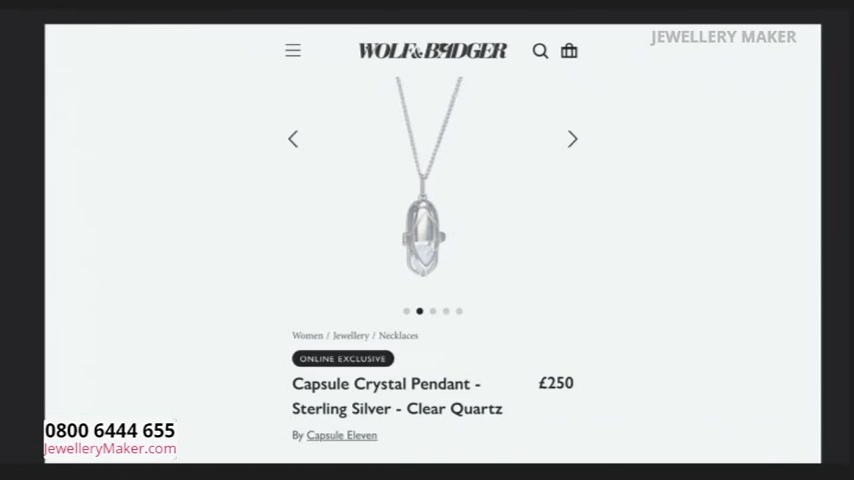 JEWELLERY MAKER
WOLF & BADGER
Women / Jewellery / Necklaces
ONLINE EXCLUSIVE
Capsule Crystal Pendant - £250
Sterling Silver - Clear Quartz
By Capsule Eleven
0800 6444 655
JewelleryMaker.com